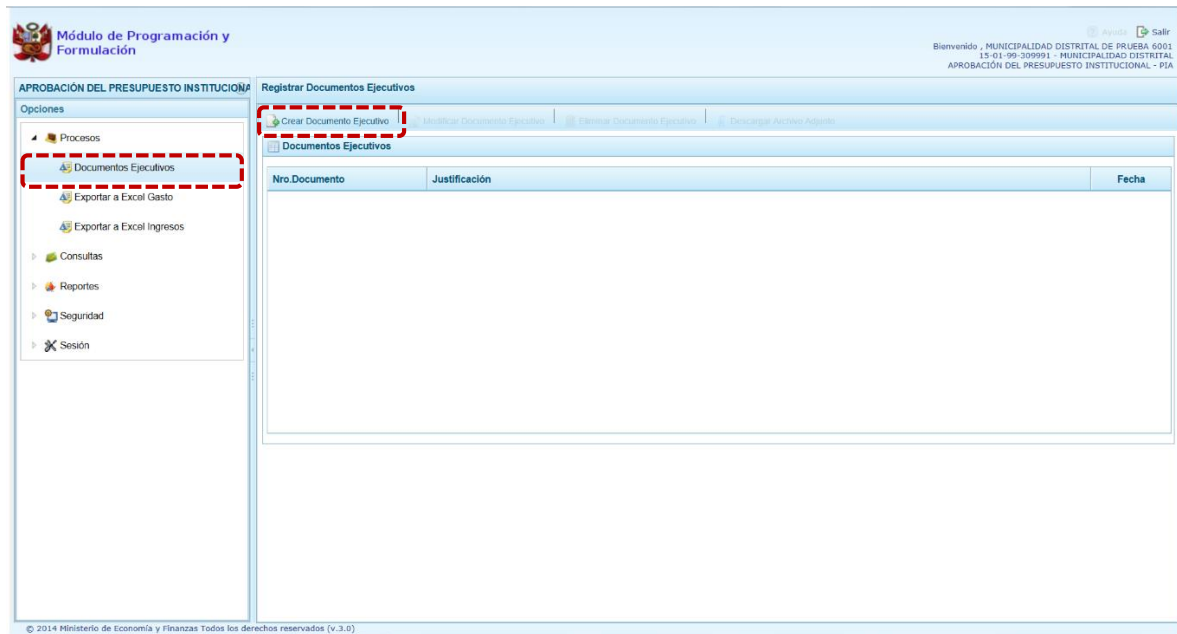 Módulo de Programación y
Formulación
Ayuda Salir
Bienvenido , MUNICIPALIDAD DISTRITAL DE PRUEBA 6001
15-01-99-309991 - MUNICIPALIDAD DISTRITAL
APROBACIÓN DEL PRESUPUESTO INSTITUCIONAL - PIA
APROBACIÓN DEL PRESUPUESTO INSTITUCIONA
Opciones
Procesos
Documentos Ejecutivos
Exportar a Excel Gasto
Exportar a Excel Ingresos
Consultas
Reportes
Seguridad
Sesión
Registrar Documentos Ejecutivos
Crear Documento Ejecutivo Modificar Documento Ejecutivo Eliminar Documento Ejecutivo Descargar Archivo Adjunto
Documentos Ejecutivos
Nro.Documento Justificación Fecha
© 2014 Ministerio de Economía y Finanzas Todos los derechos reservados (v.3.0)